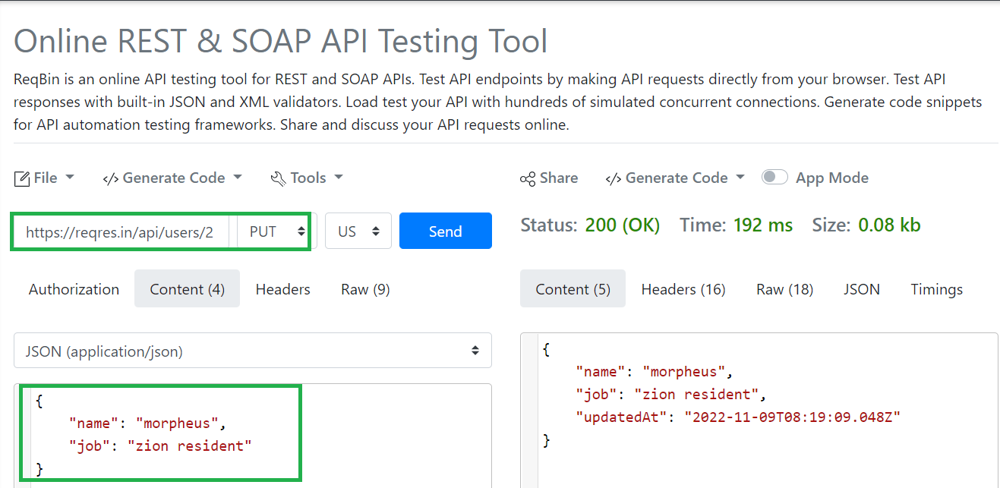 Online REST & SOAP API Testing Tool
ReqBin is an online API testing tool for REST and SOAP APIs. Test API endpoints by making API requests directly from your browser. Test API
responses with built-in JSON and XML validators. Load test your API with hundreds of simulated concurrent connections. Generate code snippets
for API automation testing frameworks. Share and discuss your API requests online.
File </> Generate Code Tools
Share </> Generate Code App Mode
https://reqres.in/api/users/2 PUT US Send
Status: 200 (OK) Time: 192 ms Size: 0.08 kb
Authorization Content (4) Headers Raw (9)
Content (5) Headers (16) Raw (18) JSON Timings
JSON (application/json)
{
    "name": "morpheus",
    "job": "zion resident"
}
{
    "name": "morpheus",
    "job": "zion resident",
    "updatedAt": "2022-11-09T08:19:09.048Z"
}